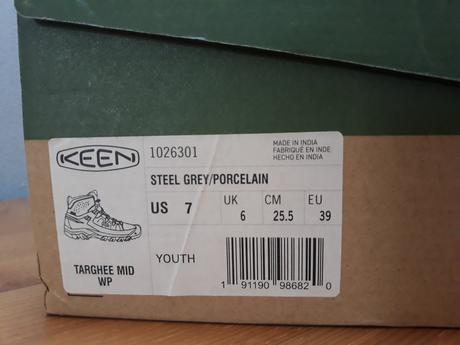 KEEN
1026301
MADE IN INDIA
FABRIQUÉ EN INDE
HECHO EN INDIA
STEEL GREY/PORCELAIN
US 7 UK 6 CM 25.5 EU 39
TARGHEE MID
WP
YOUTH
1 91190 98682 0